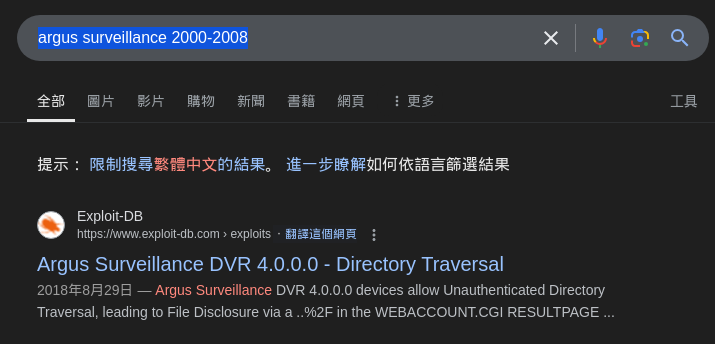 argus surveillance 2000-2008
全部 圖片 影片 購物 新聞 書籍 網頁 更多 工具
提示： 限制搜尋繁體中文的結果。 進一步瞭解如何依語言篩選結果
Exploit-DB
https://www.exploit-db.com › exploits · 翻譯這個網頁
Argus Surveillance DVR 4.0.0.0 - Directory Traversal
2018年8月29日 — Argus Surveillance DVR 4.0.0.0 devices allow Unauthenticated Directory
Traversal, leading to File Disclosure via a ..%2F in the WEBACCOUNT.CGI RESULTPAGE ...